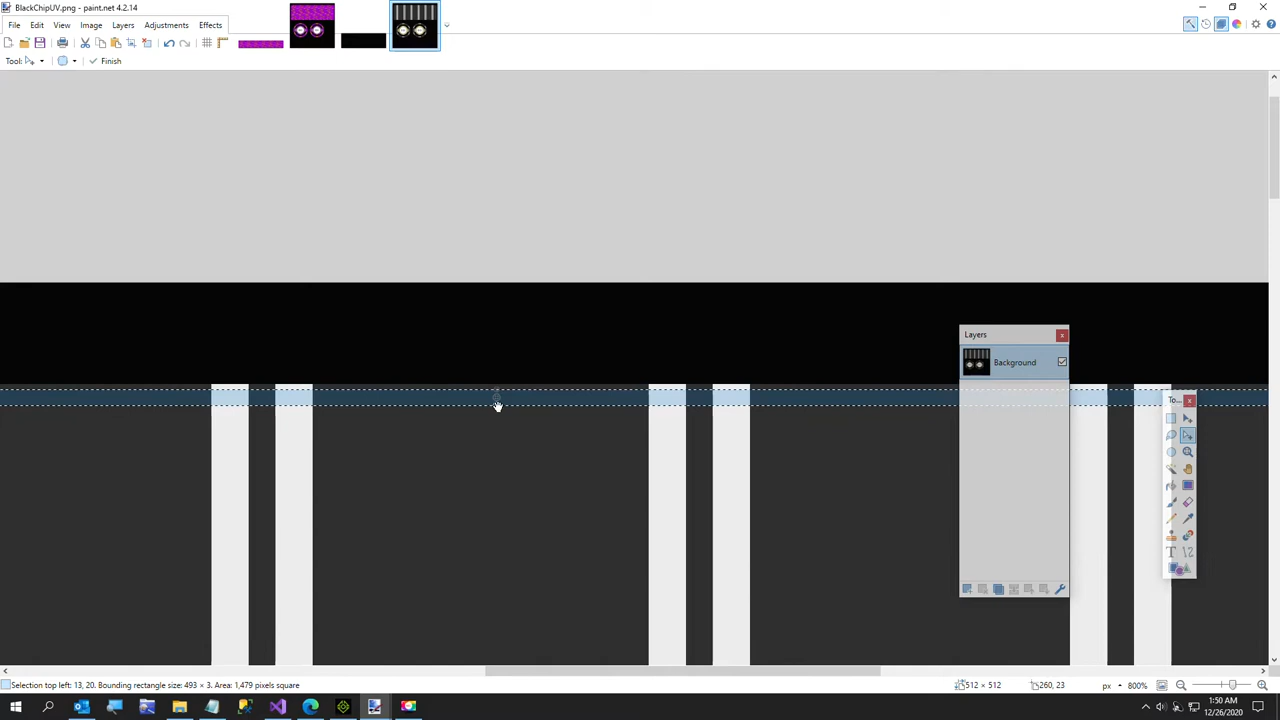 BlackChipUV.png - paint.net 4.2.14
File Edit View Image Layers Adjustments Effects
Tool: Finish
Layers
Background
To...
Selection top left: 13, 20. Bounding rectangle size: 493 × 3. Area: 1,479 pixels square
512 × 512
260, 23
px
800%
1:50 AM
12/26/2020